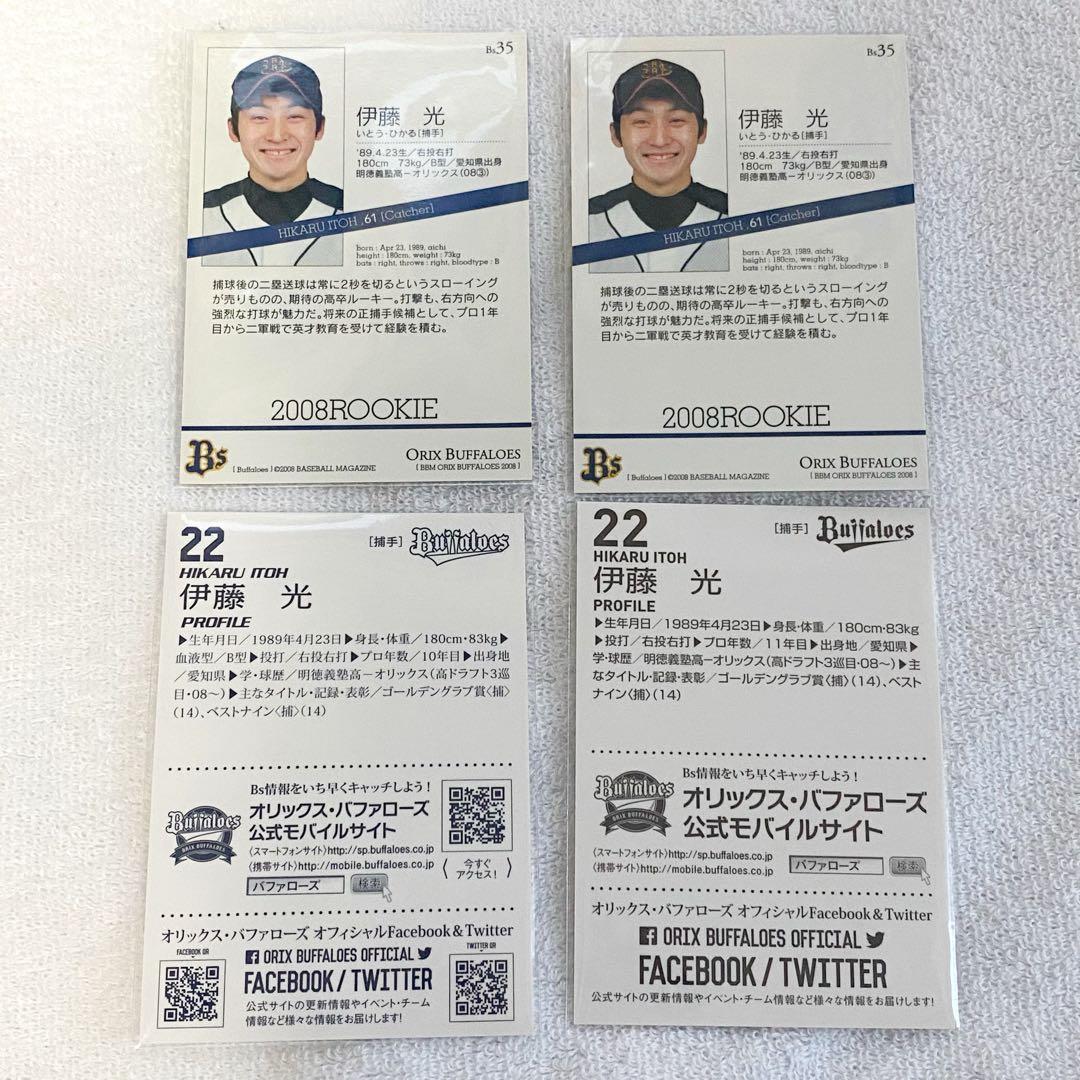 Bs35
伊藤 光
いとう・ひかる[捕手]
'89.4.23生/右投右打
180cm 73kg/B型/愛知県出身
明徳義塾高－オリックス(08③)
HIKARU ITOH .61 [Catcher]
born : Apr 23, 1989, aichi
height : 180cm, weight : 73kg
bats : right, throws : right, bloodtype : B
捕球後の二塁送球は常に2秒を切るというスローイング
が売りものの、期待の高卒ルーキー。打撃も、右方向への
強烈な打球が魅力だ。将来の正捕手候補として、プロ1年
目から二軍戦で英才教育を受けて経験を積む。
2008ROOKIE
Bs
ORIX BUFFALOES
[ Buffaloes ] ©2008 BASEBALL MAGAZINE
[ BBM ORIX BUFFALOES 2008 ]
Bs35
伊藤 光
いとう・ひかる[捕手]
'89.4.23生/右投右打
180cm 73kg/B型/愛知県出身
明徳義塾高－オリックス(08③)
HIKARU ITOH .61 [Catcher]
born : Apr 23, 1989, aichi
height : 180cm, weight : 73kg
bats : right, throws : right, bloodtype : B
捕球後の二塁送球は常に2秒を切るというスローイング
が売りものの、期待の高卒ルーキー。打撃も、右方向への
強烈な打球が魅力だ。将来の正捕手候補として、プロ1年
目から二軍戦で英才教育を受けて経験を積む。
2008ROOKIE
Bs
ORIX BUFFALOES
[ Buffaloes ] ©2008 BASEBALL MAGAZINE
[ BBM ORIX BUFFALOES 2008 ]
22
[捕手]
Buffaloes
HIKARU ITOH
伊藤 光
PROFILE
▶生年月日/1989年4月23日▶身長・体重/180cm・83kg▶
血液型/B型▶投打/右投右打▶プロ年数/10年目▶出身地
/愛知県▶学・球歴/明徳義塾高－オリックス(高ドラフト3巡
目・08〜)▶主なタイトル・記録・表彰/ゴールデングラブ賞〈捕〉
(14)、ベストナイン〈捕〉(14)
Bs情報をいち早くキャッチしよう!
オリックス・バファローズ
公式モバイルサイト
Buffaloes
ORIX BUFFALOES
〈スマートフォンサイト〉http://sp.buffaloes.co.jp
〈携帯サイト〉http://mobile.buffaloes.co.jp
バファローズ 検索
今すぐ
アクセス!
オリックス・バファローズ オフィシャルFacebook&Twitter
FACEBOOK QR
ORIX BUFFALOES OFFICIAL
TWITTER QR
FACEBOOK/TWITTER
公式サイトの更新情報やイベント・チーム
情報など様々な情報をお届けします!
22
[捕手]
Buffaloes
HIKARU ITOH
伊藤 光
PROFILE
▶生年月日/1989年4月23日▶身長・体重/180cm・83kg
▶投打/右投右打▶プロ年数/11年目▶出身地/愛知県▶
学・球歴/明徳義塾高－オリックス(高ドラフト3巡目・08〜)▶主
なタイトル・記録・表彰/ゴールデングラブ賞〈捕〉(14)、ベスト
ナイン〈捕〉(14)
Bs情報をいち早くキャッチしよう!
オリックス・バファローズ
公式モバイルサイト
Buffaloes
ORIX BUFFALOES
〈スマートフォンサイト〉http://sp.buffaloes.co.jp
〈携帯サイト〉http://mobile.buffaloes.co.jp
バファローズ 検索
オリックス・バファローズ オフィシャルFacebook&Twitter
ORIX BUFFALOES OFFICIAL
FACEBOOK/TWITTER
公式サイトの更新情報やイベント・チーム情報など様々な情報をお届けします!